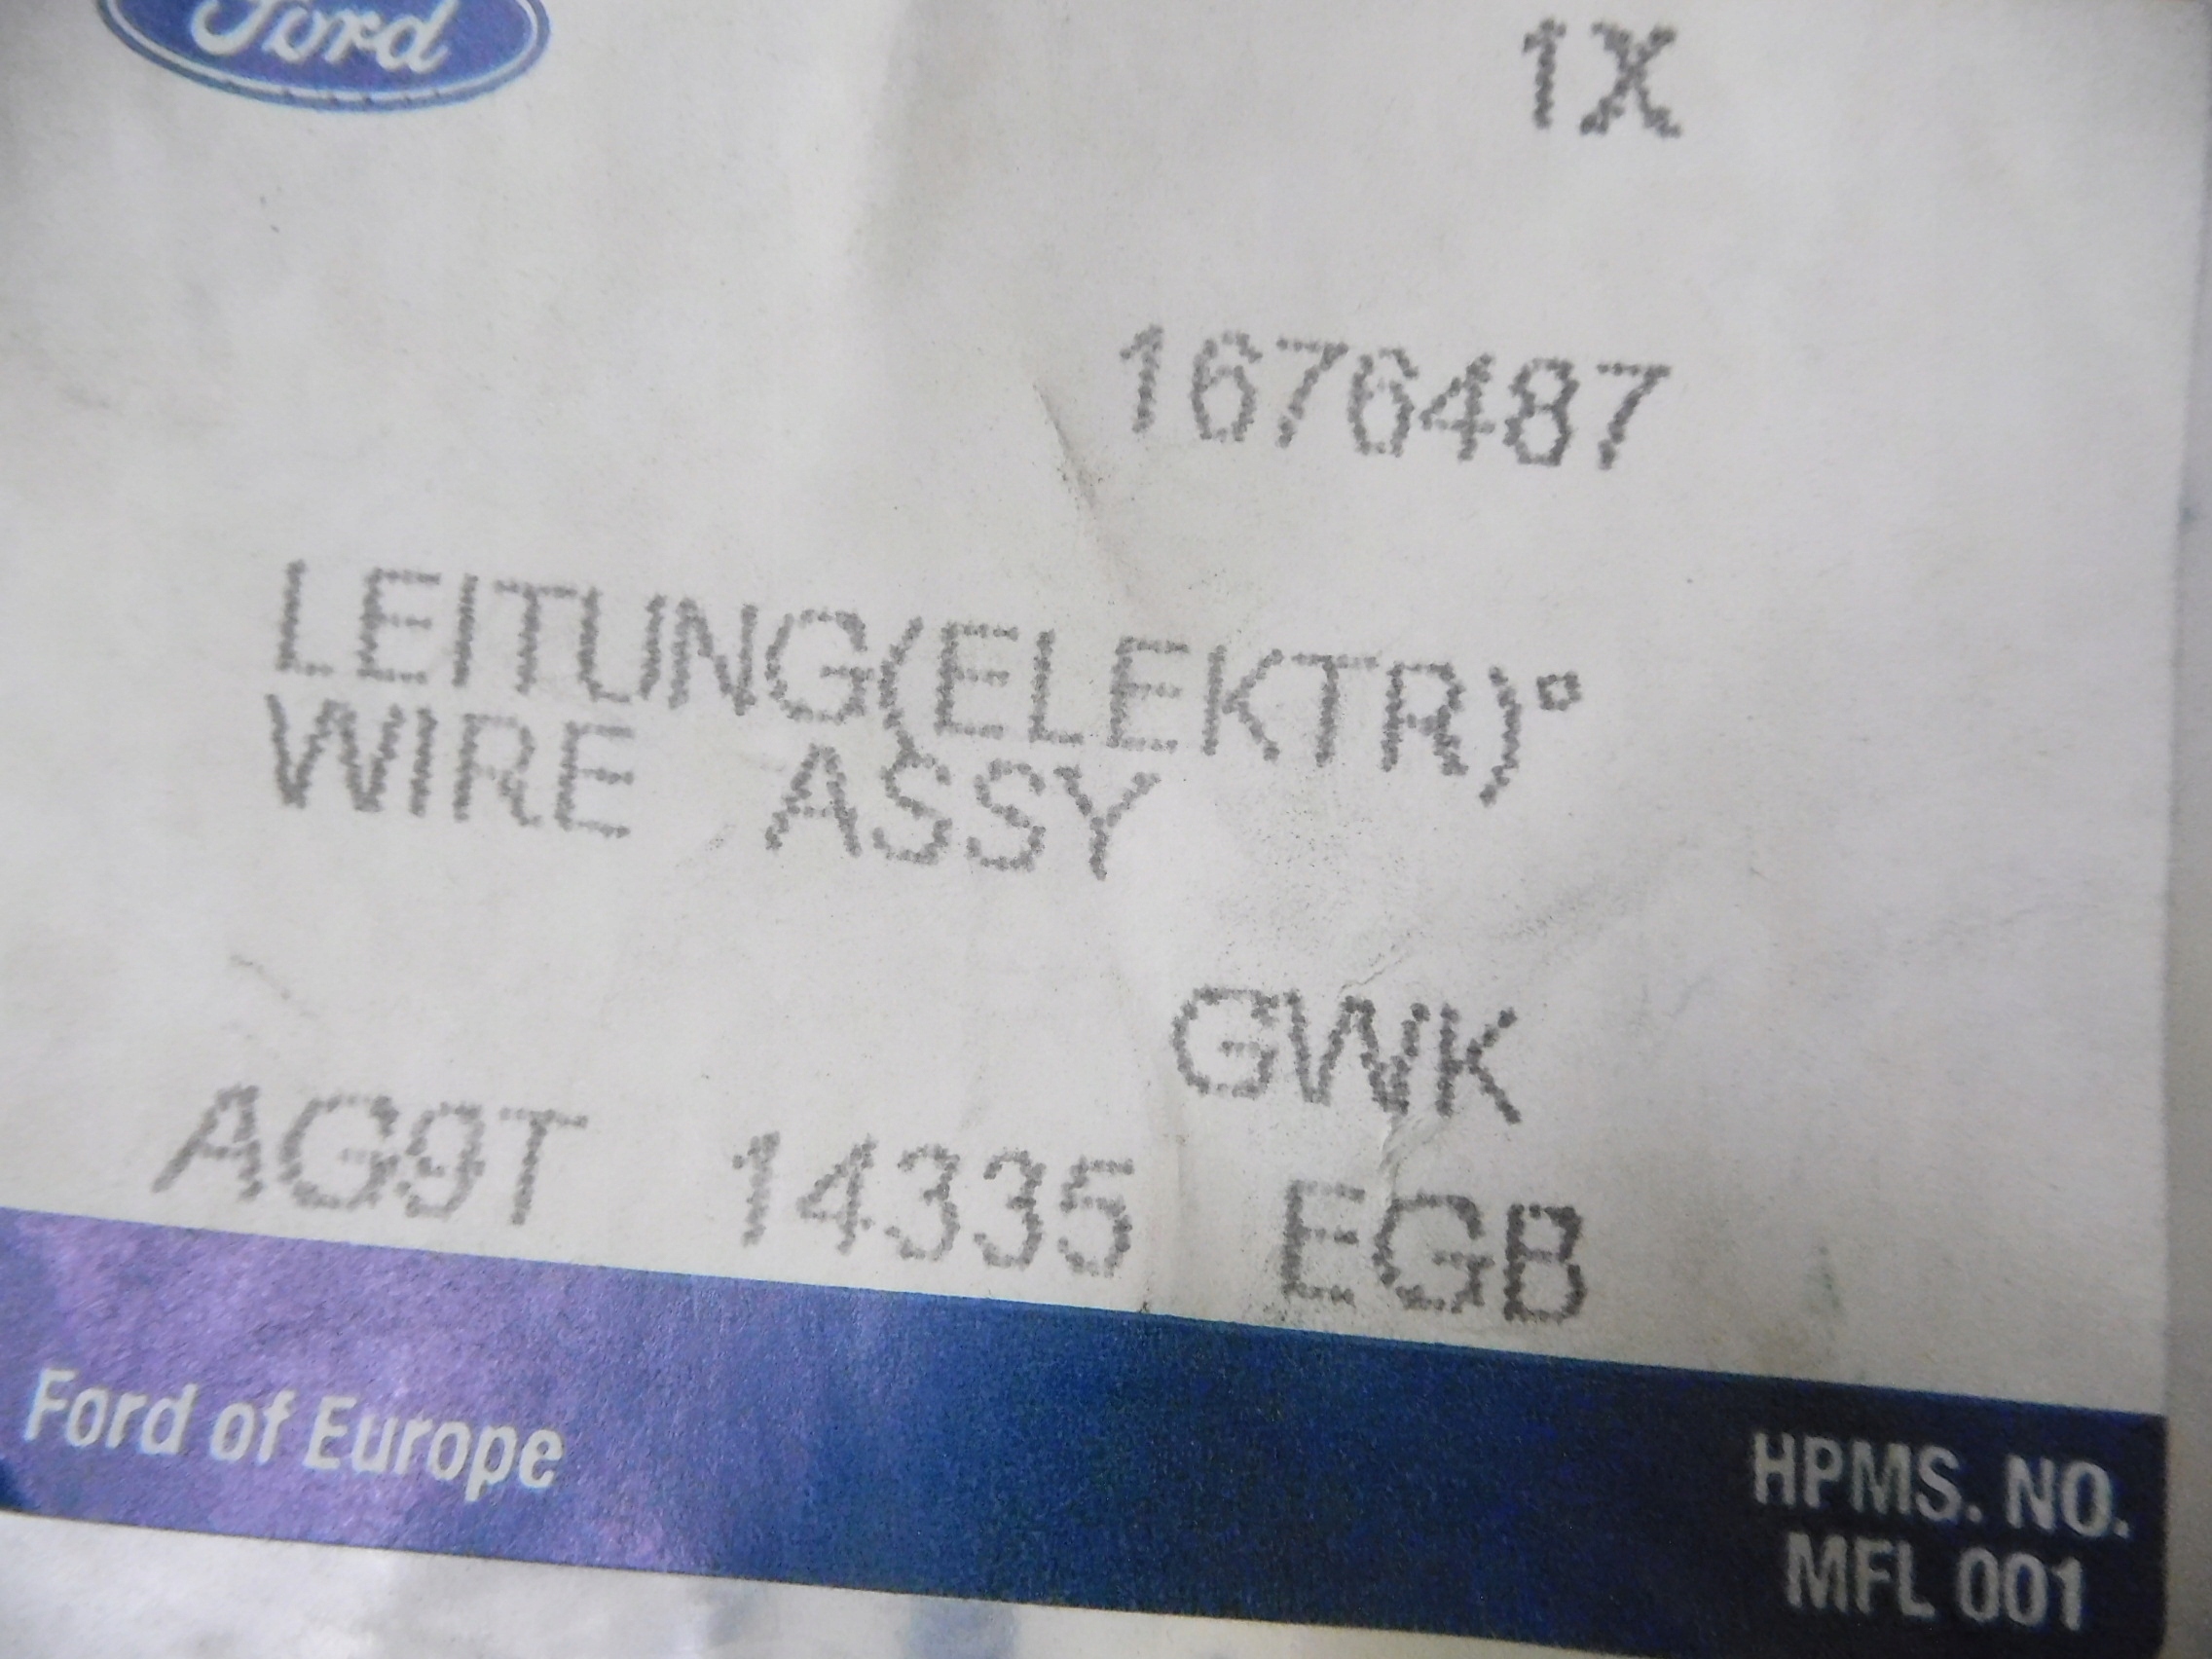 Ford
1X
1676487
LEITUNG(ELEKTR)°
WIRE ASSY
GWK
AG9T 14335 EGB
Ford of Europe
HPMS. NO.
MFL 001